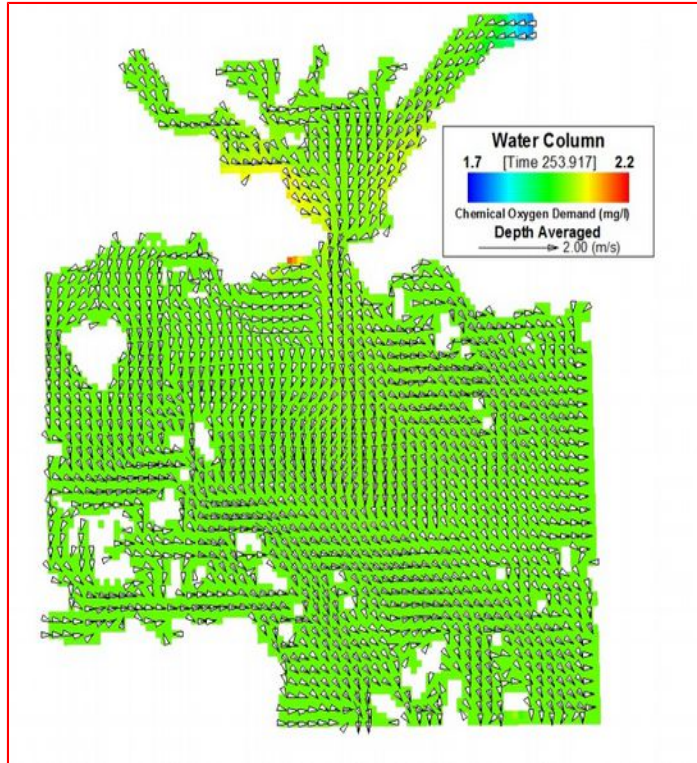 Water Column
1.7 [Time 253.917] 2.2
Chemical Oxygen Demand (mg/l)
Depth Averaged
2.00 (m/s)